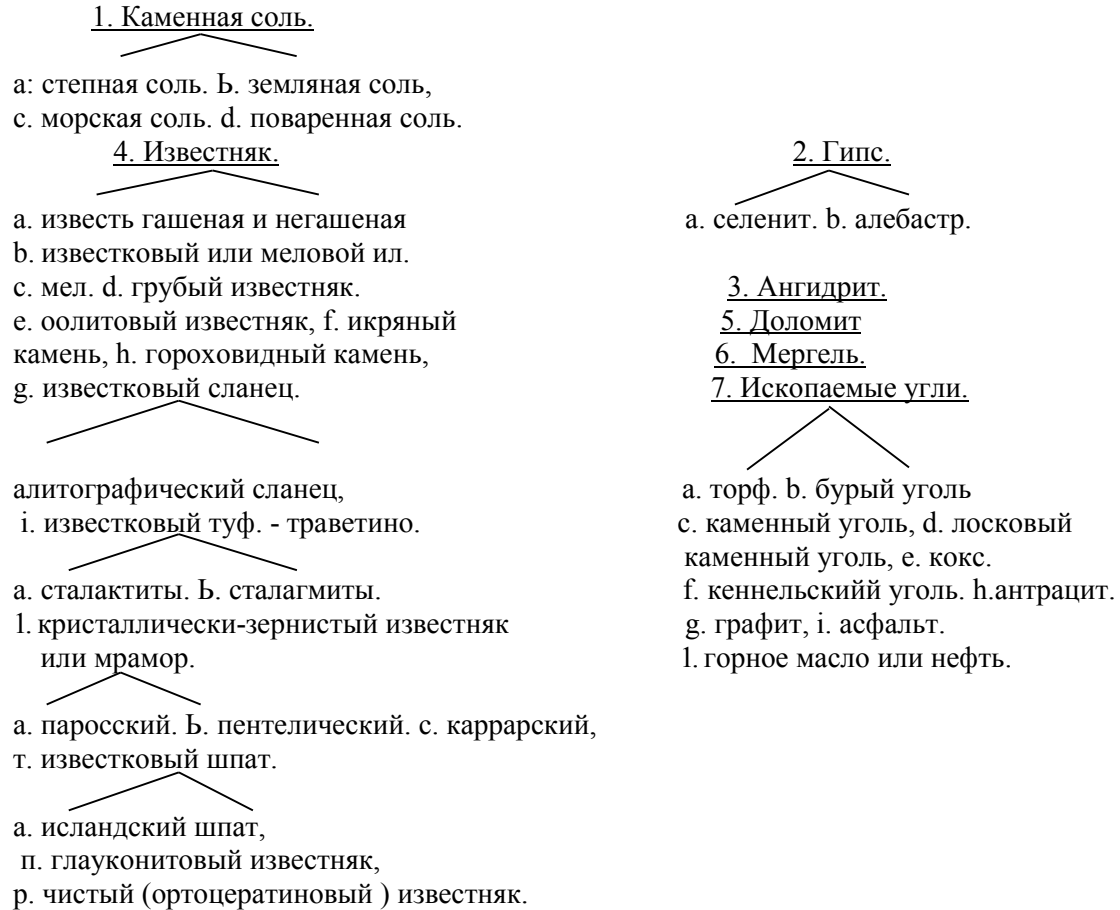 1. Каменная соль.
а: степная соль. Ь. земляная соль,
с. морская соль. d. поваренная соль.
4. Известняк.
а. известь гашеная и негашеная
b. известковый или меловой ил.
с. мел. d. грубый известняк.
e. оолитовый известняк, f. икряный
камень, h. гороховидный камень,
g. известковый сланец.
алитографический сланец,
i. известковый туф. - траветино.
а. сталактиты. Ь. сталагмиты.
l. кристаллически-зернистый известняк
или мрамор.
а. паросский. Ь. пентелический. с. каррарский,
т. известковый шпат.
а. исландский шпат,
п. глауконитовый известняк,
р. чистый (ортоцератиновый ) известняк.
2. Гипс.
а. селенит. b. алебастр.
3. Ангидрит.
5. Доломит
6. Мергель.
7. Ископаемые угли.
а. торф. b. бурый уголь
с. каменный уголь, d. лосковый
каменный уголь, е. кокс.
f. кеннельскийй уголь. h.антрацит.
g. графит, i. асфальт.
l. горное масло или нефть.